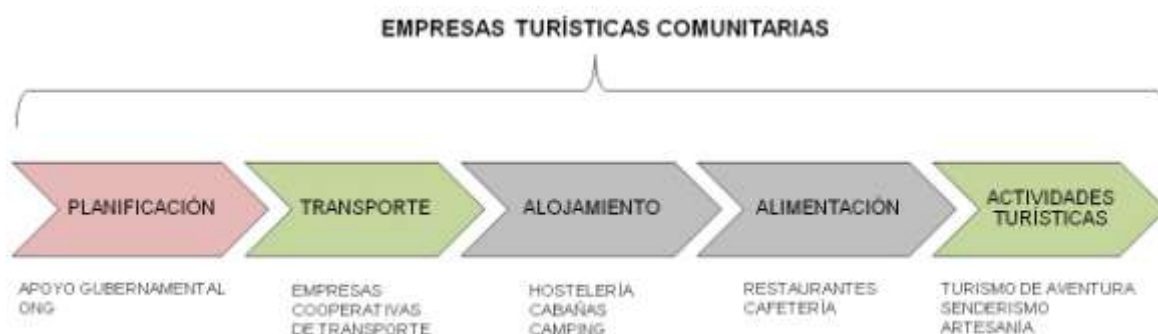 EMPRESAS TURÍSTICAS COMUNITARIAS
PLANIFICACIÓN
TRANSPORTE
ALOJAMIENTO
ALIMENTACIÓN
ACTIVIDADES
TURÍSTICAS
APOYO GUBERNAMENTAL
ONG
EMPRESAS
COOPERATIVAS
DE TRANSPORTE
HOSTELERÍA
CABAÑAS
CAMPING
RESTAURANTES
CAFETERÍA
TURISMO DE AVENTURA
SENDERISMO
ARTESANÍA